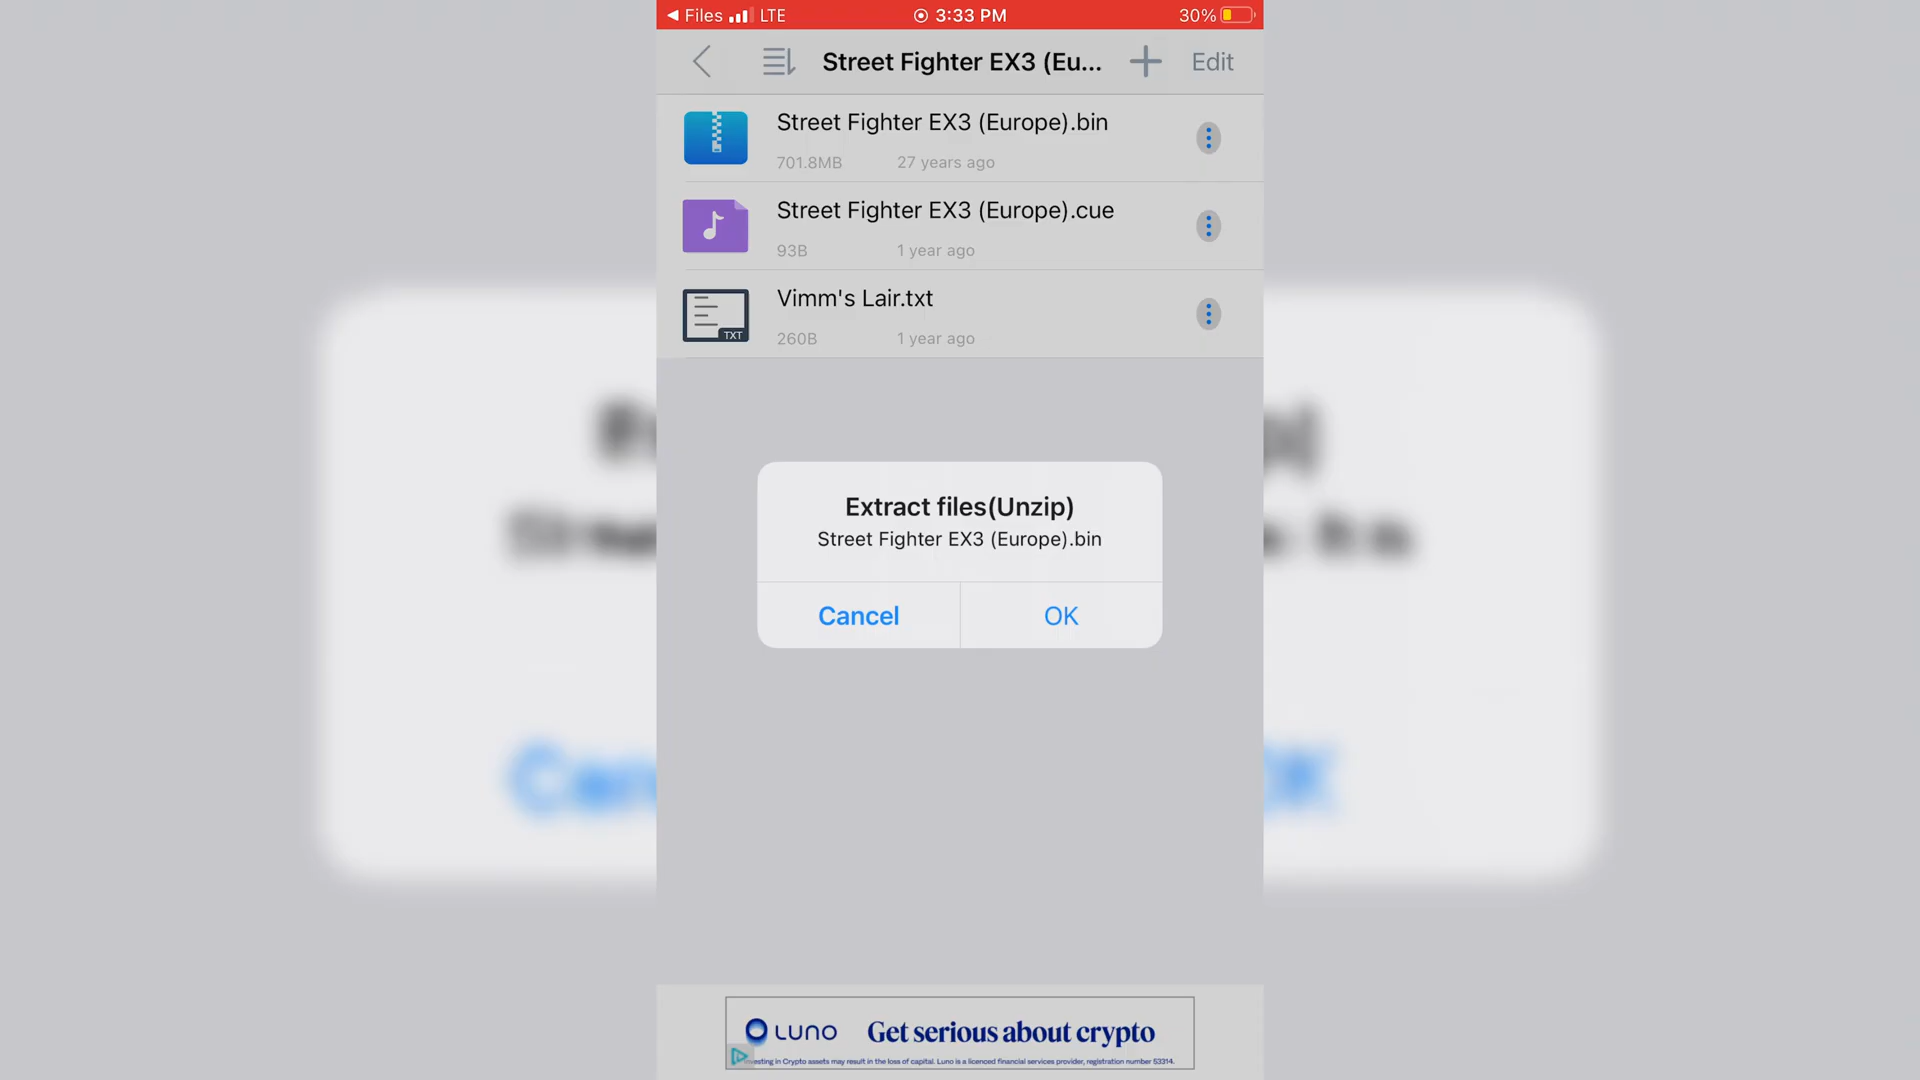 Files LTE 3:33 PM 30%
Street Fighter EX3 (Eu... Edit
Street Fighter EX3 (Europe).bin
701.8MB 27 years ago
Street Fighter EX3 (Europe).cue
93B 1 year ago
Vimm's Lair.txt
TXT
260B 1 year ago
Extract files(Unzip)
Street Fighter EX3 (Europe).bin
Cancel OK
LUNO Get serious about crypto
Investing in Crypto assets may result in the loss of capital. Luno is a licenced financial services provider, registration number 53314.